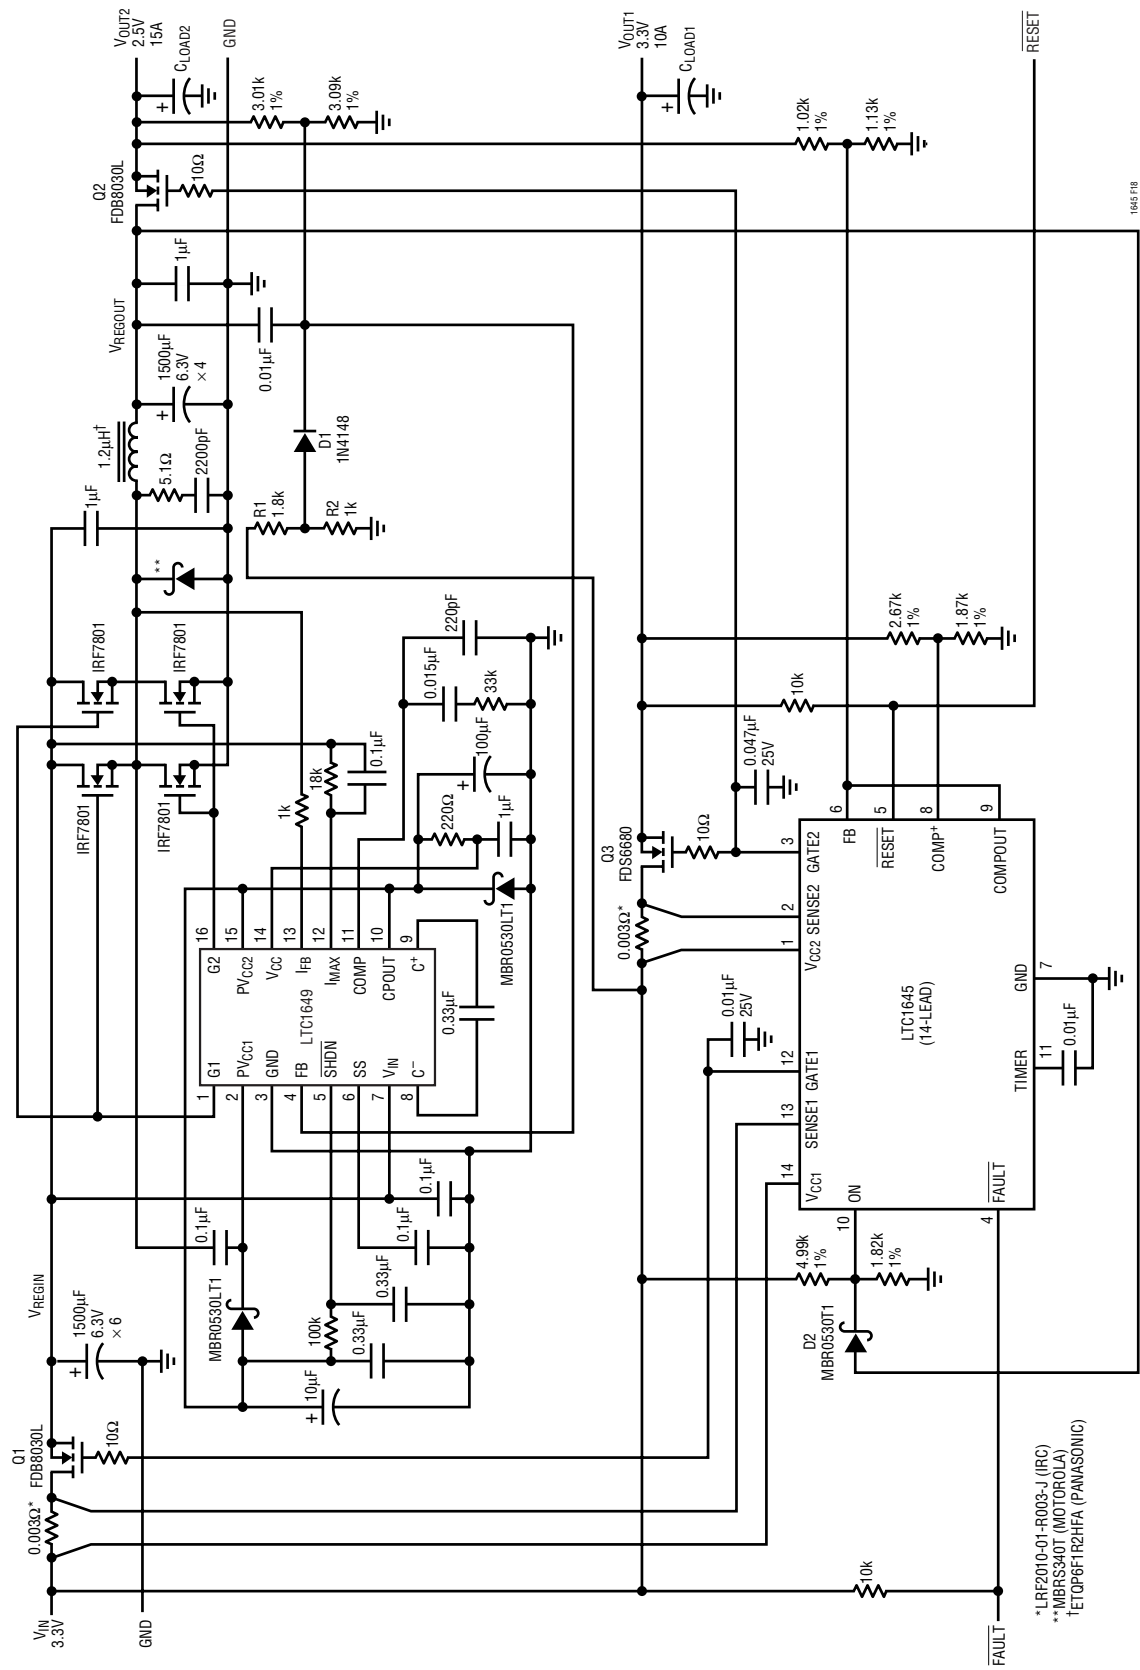 VIN
3.3V
GND
0.003Ω*
Q1
FDB8030L
10Ω
+
1500µF
6.3V
×6
VREGIN
0.1µF
MBR0530LT1
+
10µF
100k
0.33µF
0.33µF
0.1µF
0.1µF
1
G1
2
PVCC1
3
GND
4
FB
5
SHDN
6
SS
7
VIN
8
C−
LTC1649
16
G2
15
PVCC2
14
VCC
13
IFB
12
IMAX
11
COMP
10
CPOUT
9
C+
0.33µF
MBR0530LT1
IRF7801
IRF7801
IRF7801
IRF7801
1k
18k
0.1µF
220Ω
1µF
+
100µF
0.015µF
33k
220pF
**
1µF
5.1Ω
2200pF
1.2µH†
R1
1.8k
R2
1k
D1
1N4148
+
1500µF
6.3V
×4
VREGOUT
0.01µF
1µF
Q2
FDB8030L
10Ω
3.01k
1%
3.09k
1%
+
CLOAD2
VOUT2
2.5V
15A
GND
0.01µF
25V
0.003Ω*
Q3
FDS6680
10Ω
0.047µF
25V
10k
2.67k
1%
1.87k
1%
1.02k
1%
1.13k
1%
+
CLOAD1
VOUT1
3.3V
10A
RESET
4.99k
1%
1.82k
1%
D2
MBR0530T1
10k
FAULT
14
VCC1
13
SENSE1
12
GATE1
1
VCC2
2
SENSE2
3
GATE2
10
ON
4
FAULT
LTC1645
(14-LEAD)
TIMER
11
0.01µF
GND
7
6
FB
5
RESET
8
COMP+
9
COMPOUT
*LRF2010-01-R003-J (IRC)
**MBRS340T (MOTOROLA)
†ETQP6F1R2HFA (PANASONIC)
1645 F18